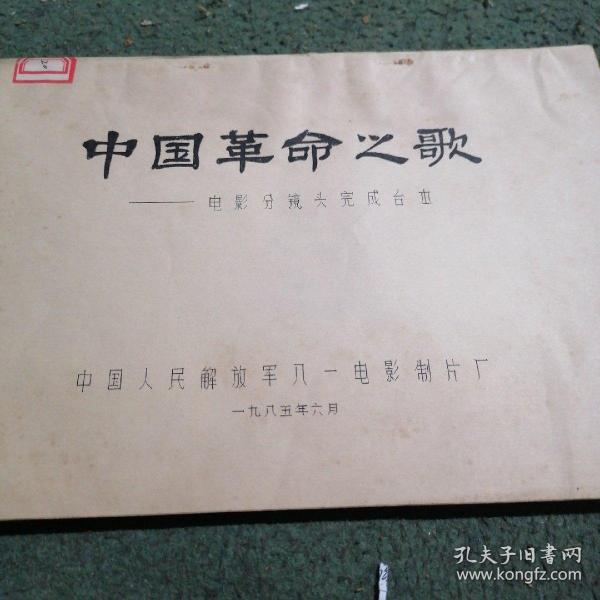 中国革命之歌
——电影分镜头完成台本
中国人民解放军八一电影制片厂
一九八五年六月
孔夫子旧书网
www.kongfz.com